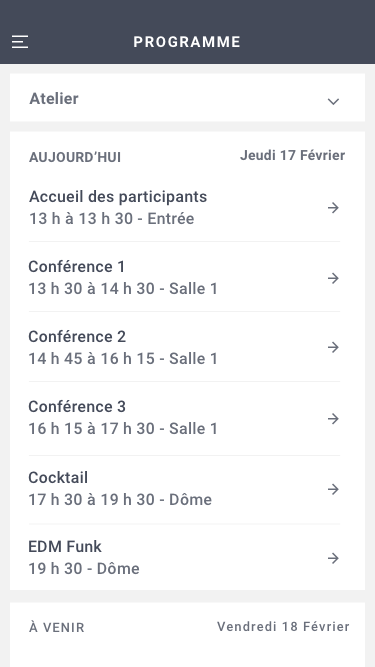 PROGRAMME
Atelier
AUJOURD’HUI
Jeudi 17 Février
Accueil des participants
13 h à 13 h 30 - Entrée
Conférence 1
13 h 30 à 14 h 30 - Salle 1
Conférence 2
14 h 45 à 16 h 15 - Salle 1
Conférence 3
16 h 15 à 17 h 30 - Salle 1
Cocktail
17 h 30 à 19 h 30 - Dôme
EDM Funk
19 h 30 - Dôme
À VENIR
Vendredi 18 Février